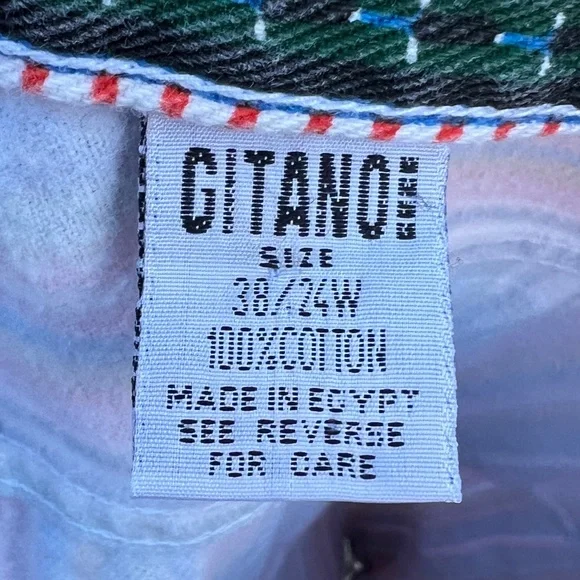 GITANO!
SIZE
38/24W
100%COTTON
MADE IN EGYPT
SEE REVERSE
FOR CARE